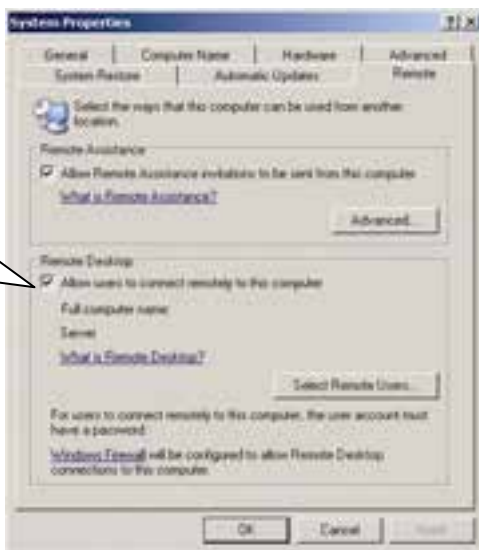 System Properties
General Computer Name Hardware Advanced
System Restore Automatic Updates Remote
Select the ways that this computer can be used from another
location.
Remote Assistance
Allow Remote Assistance invitations to be sent from this computer
What is Remote Assistance?
Advanced...
Remote Desktop
Allow users to connect remotely to this computer
Full computer name:
Server
What is Remote Desktop?
Select Remote Users...
For users to connect remotely to this computer, the user account must
have a password.
Windows Firewall will be configured to allow Remote Desktop
connections to this computer.
OK Cancel Apply